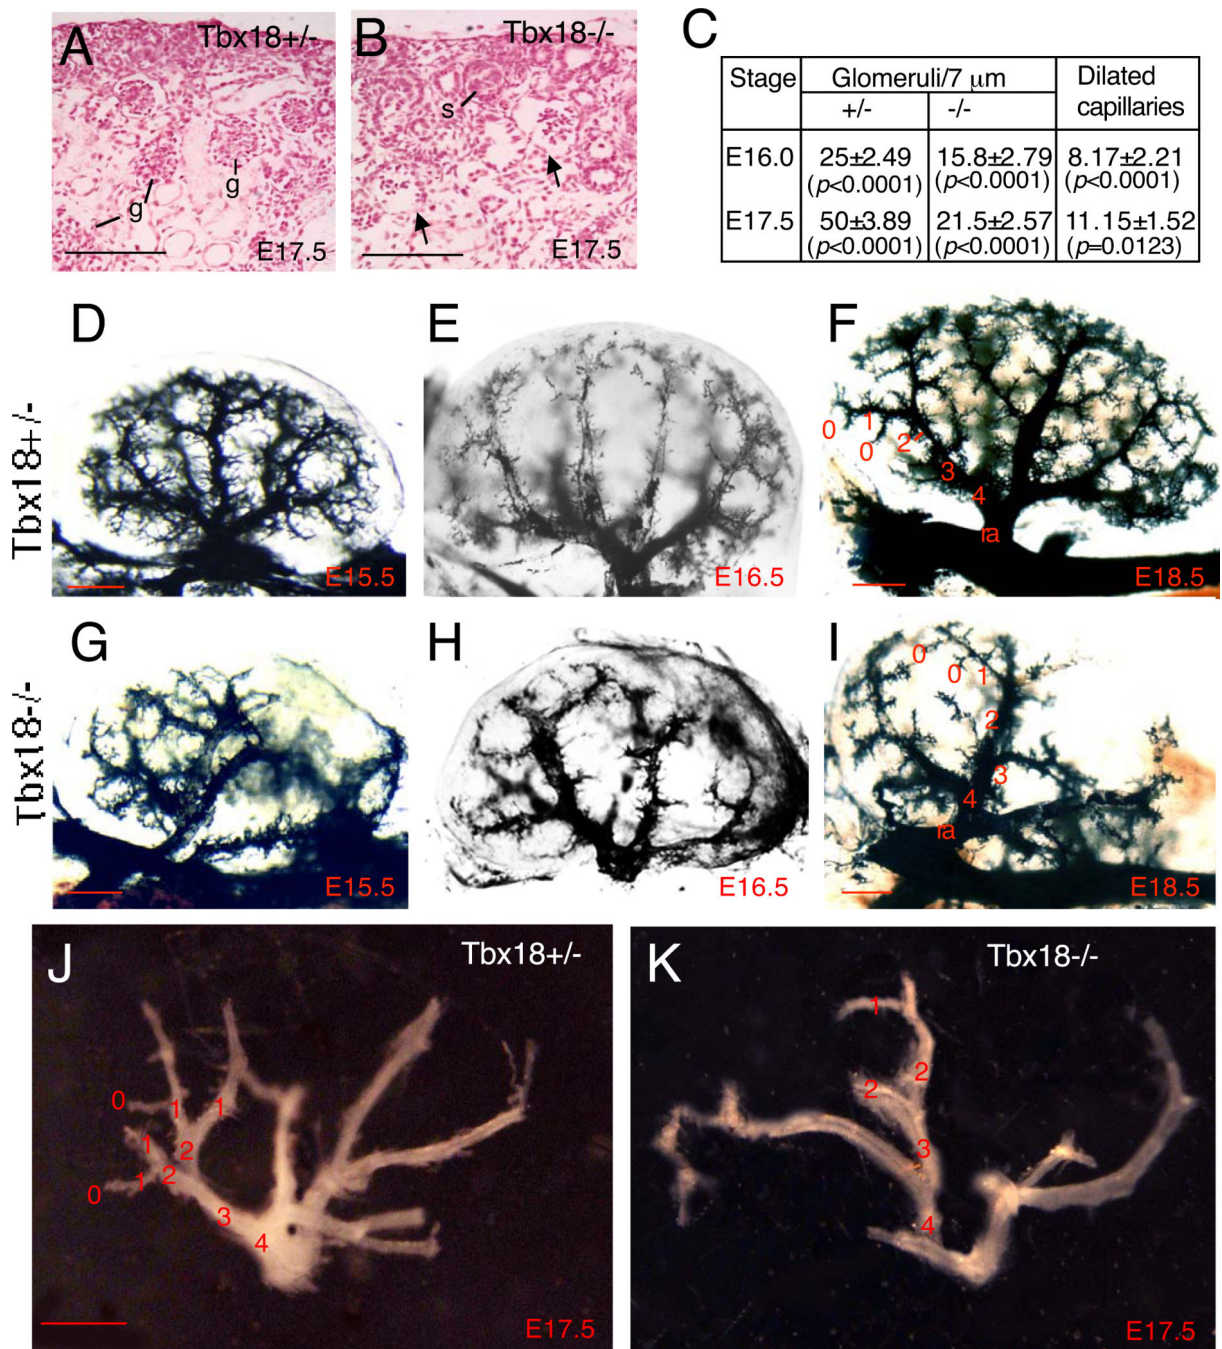 A
Tbx18+/-
g
g
E17.5
B
Tbx18-/-
s
E17.5
C
Stage
Glomeruli/7 μm
Dilated
capillaries
+/-
-/-
E16.0
25±2.49
15.8±2.79
8.17±2.21
(p<0.0001)
(p<0.0001)
(p<0.0001)
E17.5
50±3.89
21.5±2.57
11.15±1.52
(p<0.0001)
(p<0.0001)
(p=0.0123)
Tbx18+/-
D
E15.5
E
E16.5
F
0
1
0
2
3
4
ra
E18.5
Tbx18-/-
G
E15.5
H
E16.5
I
0
0
1
2
3
4
ra
E18.5
J
Tbx18+/-
0
1
1
1
2
2
0
1
3
4
E17.5
K
Tbx18-/-
1
2
2
3
4
E17.5